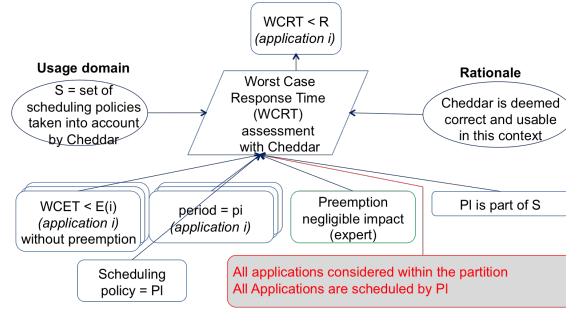 WCRT < R
(application i)
Usage domain
S = set of
scheduling policies
taken into account
by Cheddar
Worst Case
Response Time
(WCRT)
assessment
with Cheddar
Rationale
Cheddar is deemed
correct and usable
in this context
WCET < E(i)
(application i)
without preemption
period = pi
(application i)
Preemption
negligible impact
(expert)
Pl is part of S
Scheduling
policy = Pl
All applications considered within the partition
All Applications are scheduled by Pl